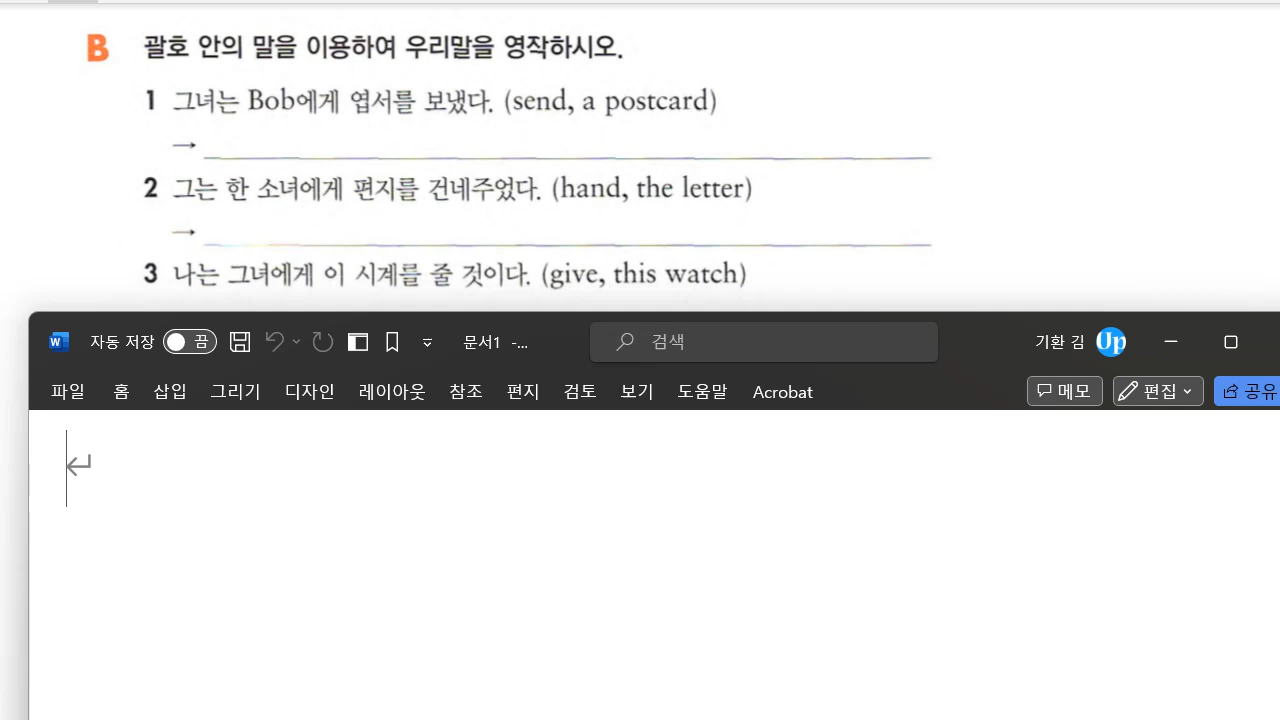 B 괄호 안의 말을 이용하여 우리말을 영작하시오.
1 그녀는 Bob에게 엽서를 보냈다. (send, a postcard)
→
2 그는 한 소녀에게 편지를 건네주었다. (hand, the letter)
→
3 나는 그녀에게 이 시계를 줄 것이다. (give, this watch)
W 자동 저장 끔 문서1 -... 검색 기환 김 Up
파일 홈 삽입 그리기 디자인 레이아웃 참조 편지 검토 보기 도움말 Acrobat 메모 편집 공유